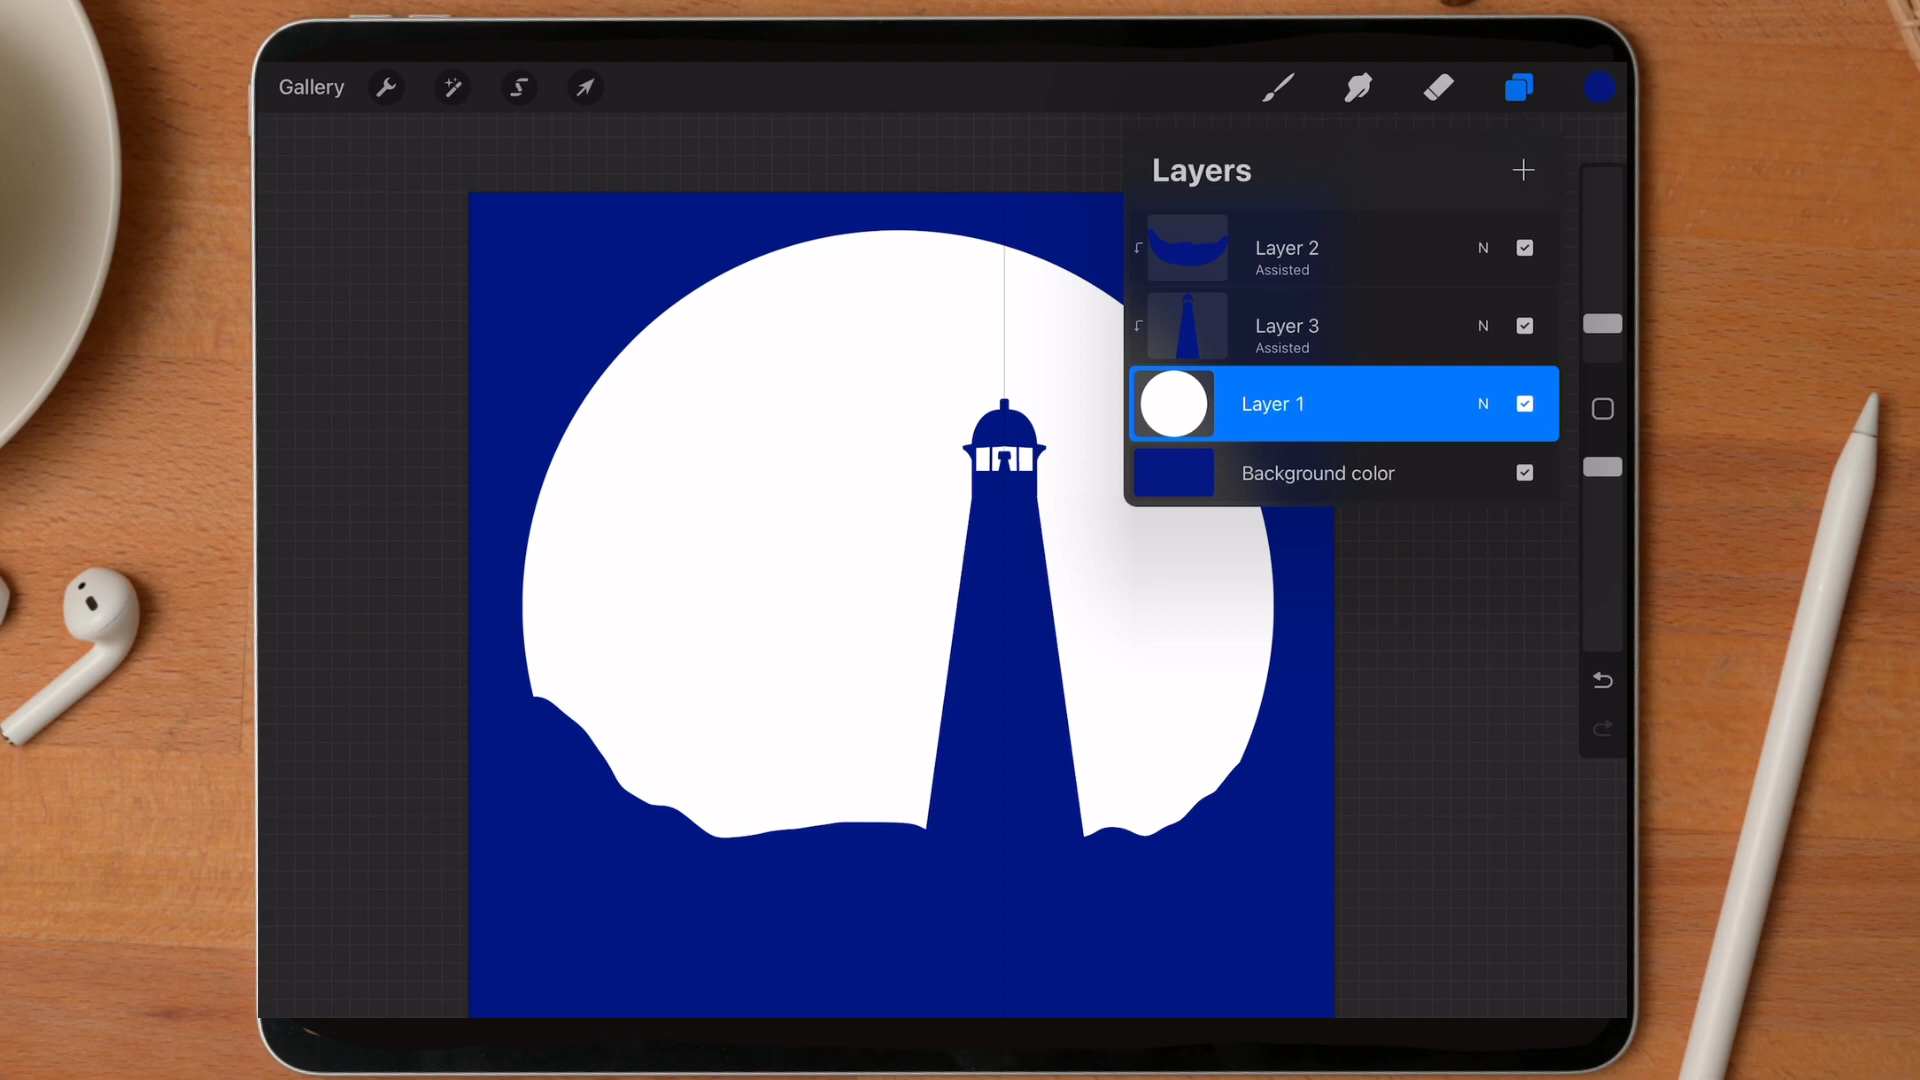 Gallery
Layers
Layer 2
N
Assisted
Layer 3
N
Assisted
Layer 1
N
Background color